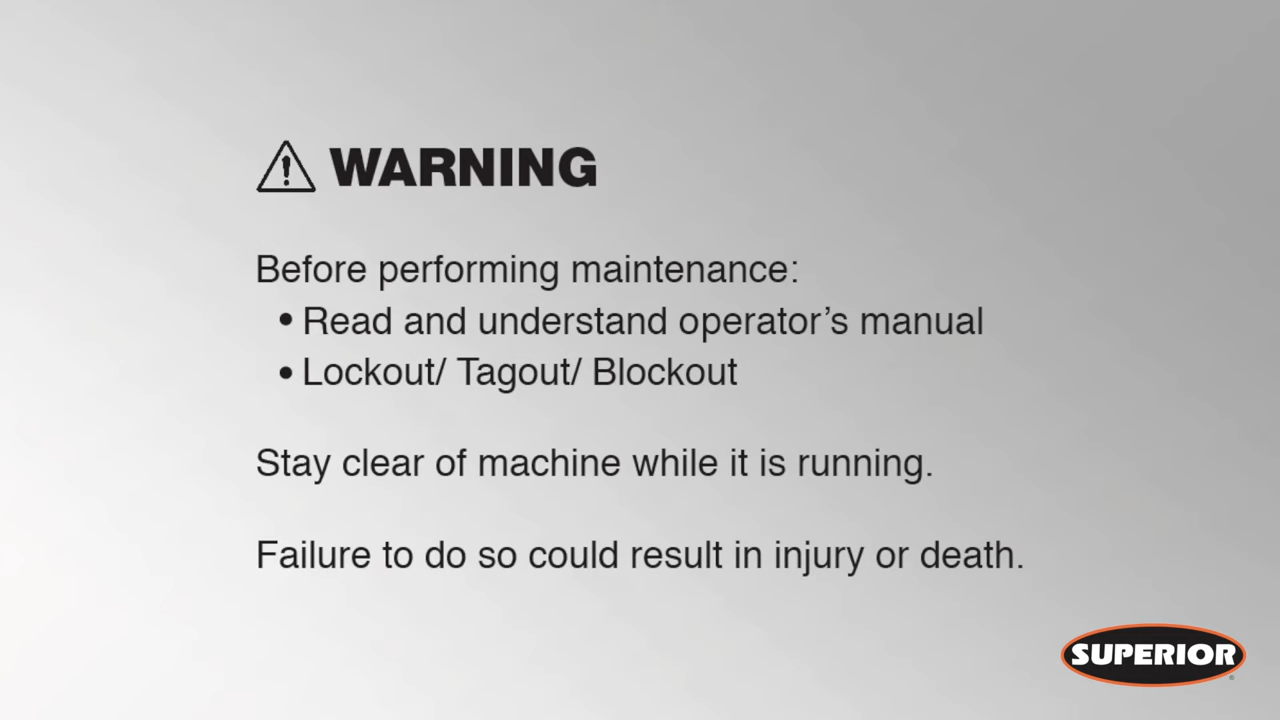 WARNING
Before performing maintenance:
• Read and understand operator’s manual
• Lockout/ Tagout/ Blockout
Stay clear of machine while it is running.
Failure to do so could result in injury or death.
SUPERIOR
®